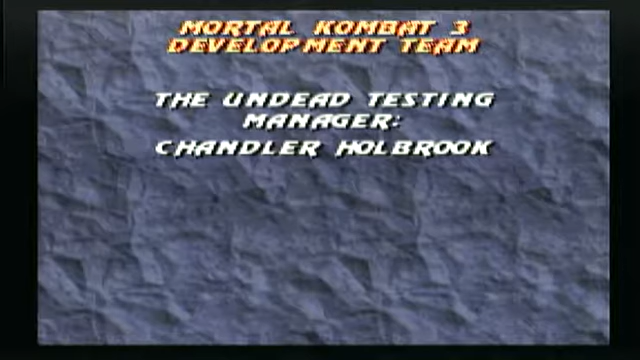 MORTAL KOMBAT 3
DEVELOPMENT TEAM
THE UNDEAD TESTING
MANAGER:
CHANDLER HOLBROOK